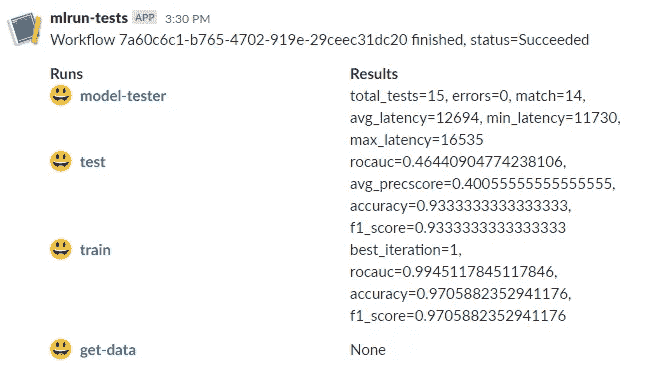 mlrun-tests APP 3:30 PM
Workflow 7a60c6c1-b765-4702-919e-29ceec31dc20 finished, status=Succeeded
Runs Results
model-tester total_tests=15, errors=0, match=14,
avg_latency=12694, min_latency=11730,
max_latency=16535
test rocauc=0.46440904774238106,
avg_precscore=0.40055555555555555,
accuracy=0.9333333333333333,
f1_score=0.9333333333333333
train best_iteration=1,
rocauc=0.9945117845117846,
accuracy=0.9705882352941176,
f1_score=0.9705882352941176
get-data None